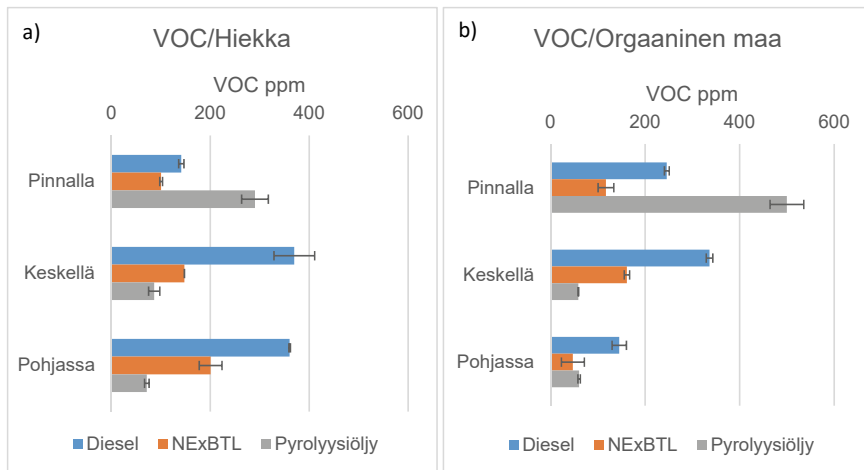 a)
VOC/Hiekka
VOC ppm
0 200 400 600
Pinnalla
Keskellä
Pohjassa
Diesel NExBTL Pyrolyysiöljy
b)
VOC/Orgaaninen maa
VOC ppm
0 200 400 600
Pinnalla
Keskellä
Pohjassa
Diesel NExBTL Pyrolyysiöljy